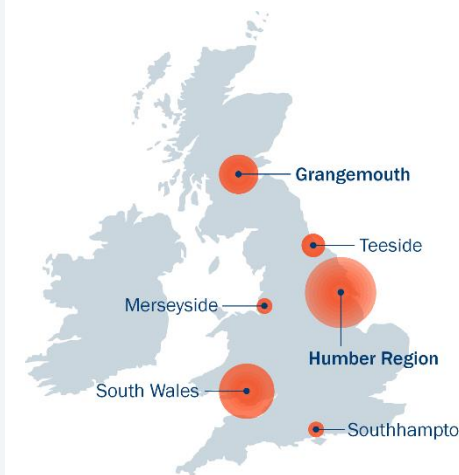 Grangemouth
Teeside
Merseyside
Humber Region
South Wales
Southhampto